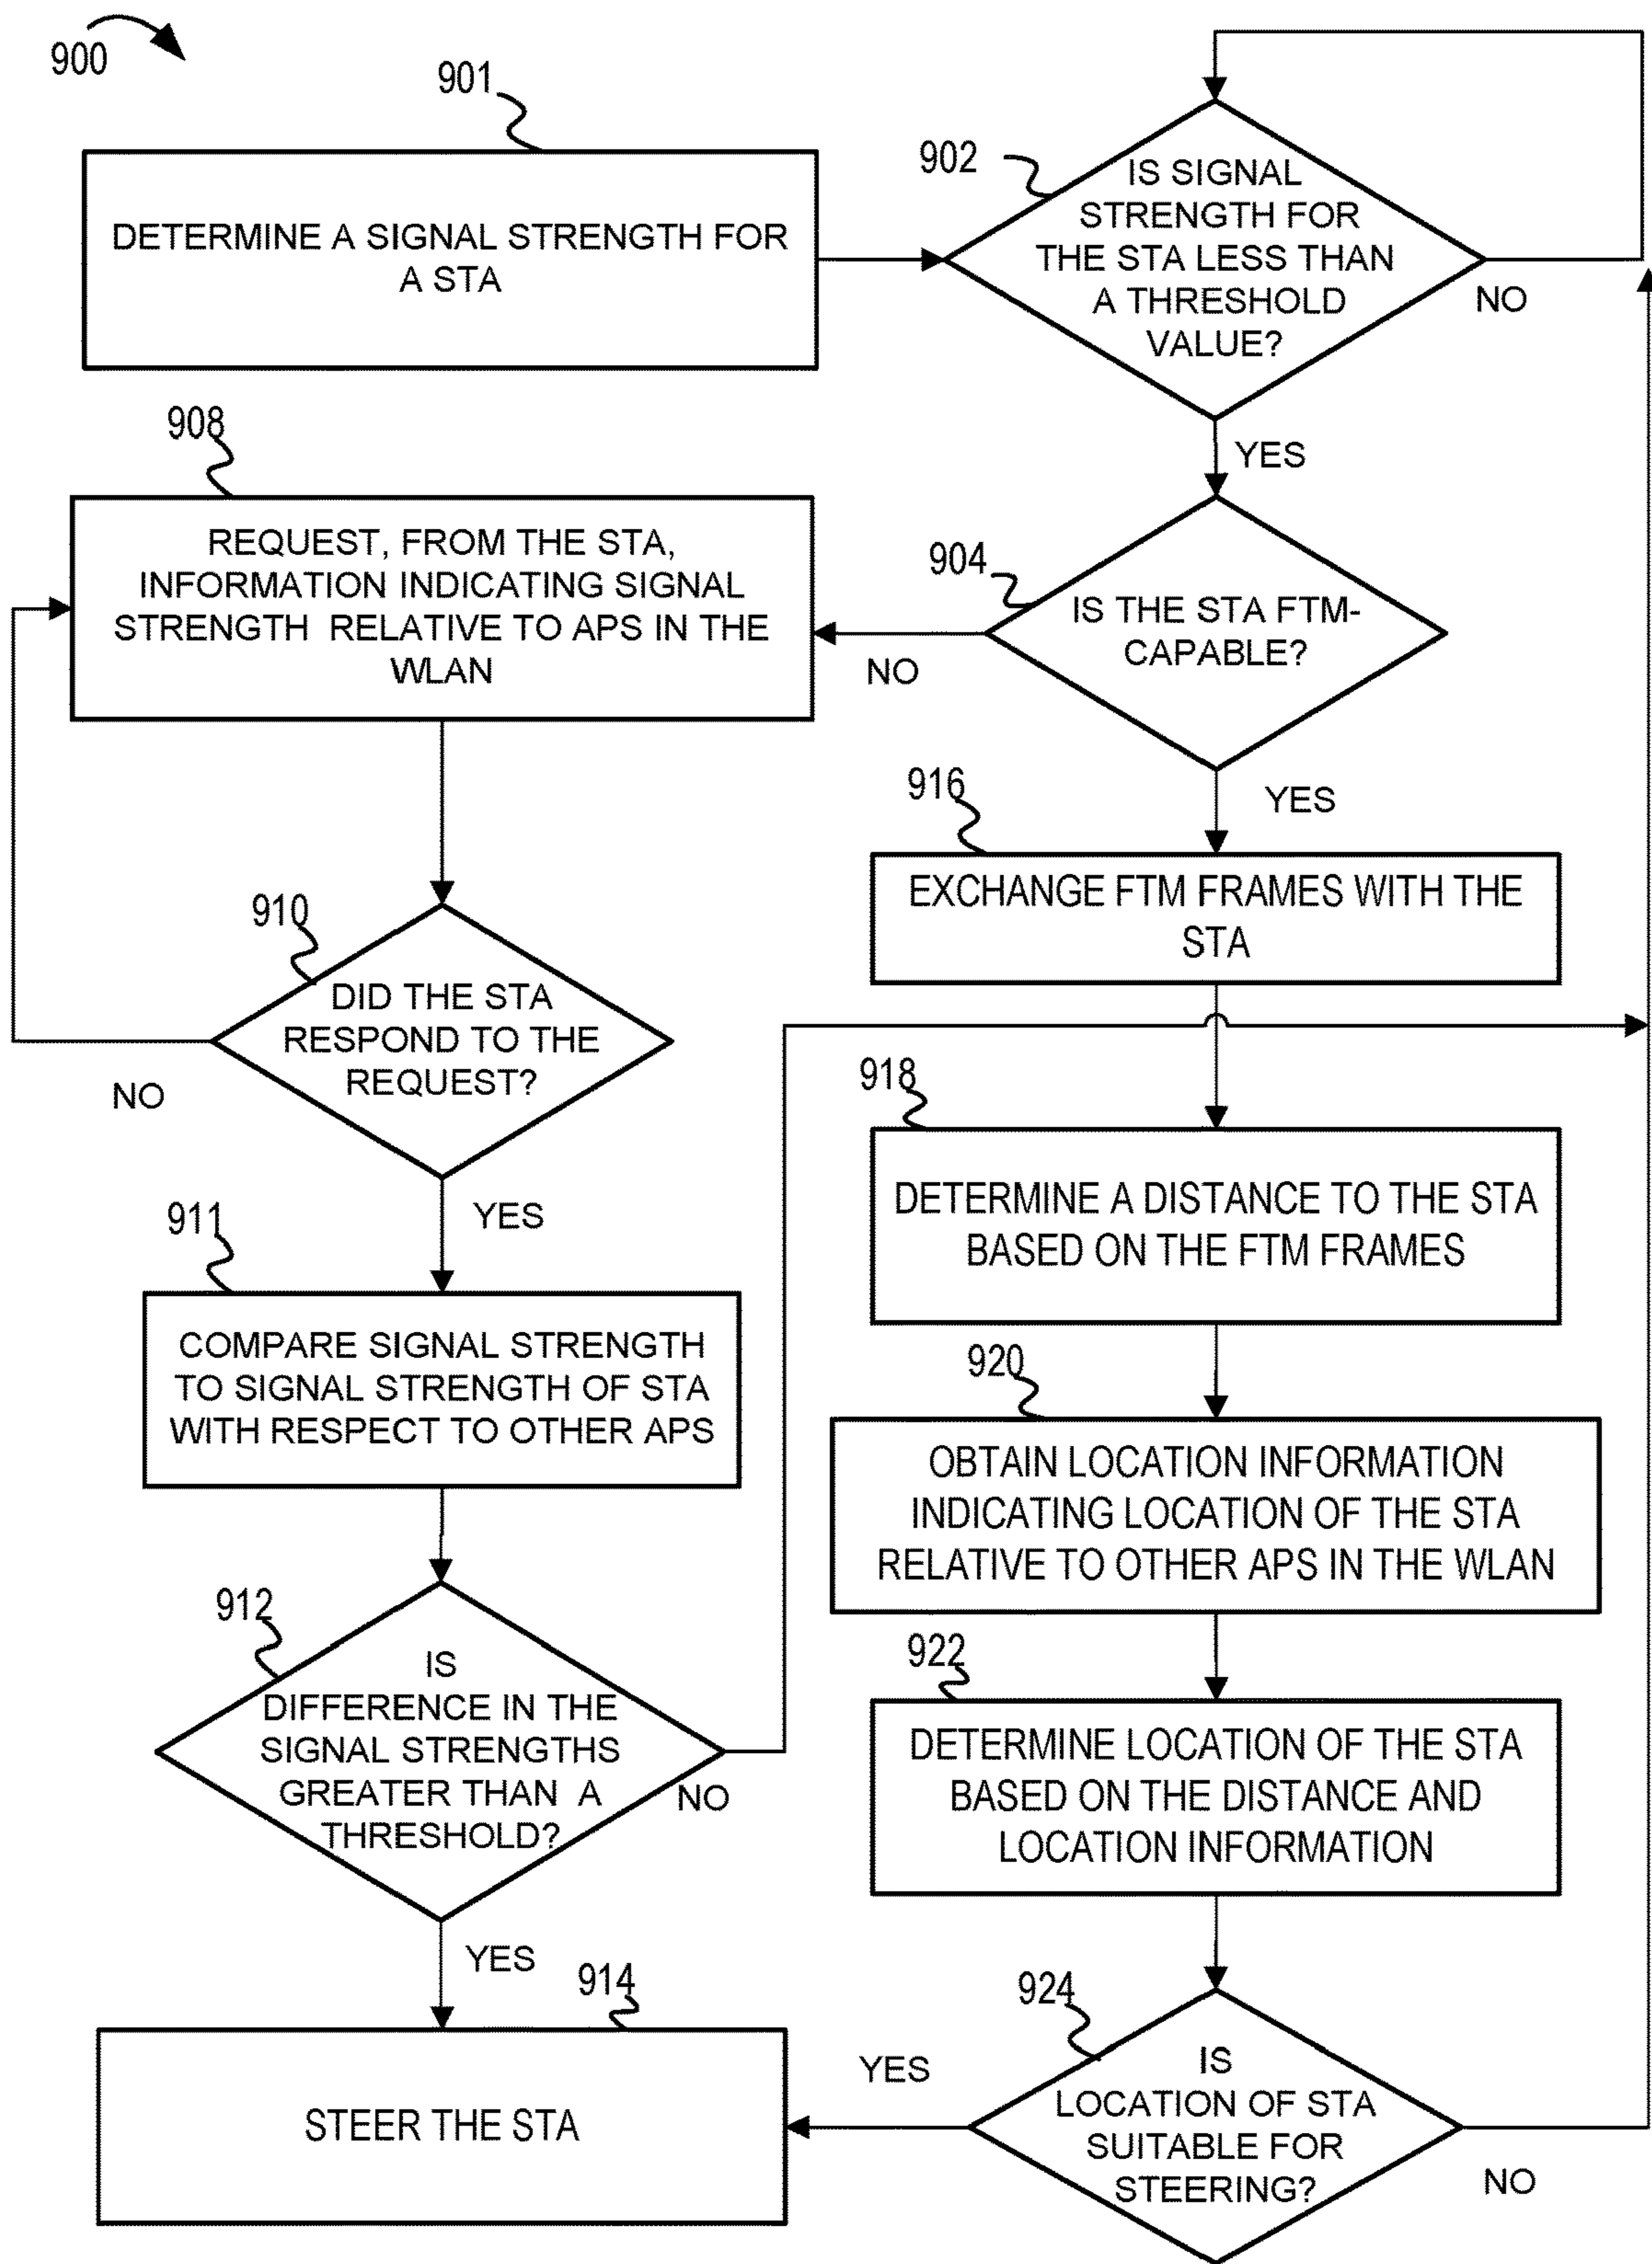 900
901
DETERMINE A SIGNAL STRENGTH FOR
A STA
902
IS SIGNAL
STRENGTH FOR
THE STA LESS THAN
A THRESHOLD
VALUE?
NO
YES
908
REQUEST, FROM THE STA,
INFORMATION INDICATING SIGNAL
STRENGTH RELATIVE TO APS IN THE
WLAN
904
IS THE STA FTM-
CAPABLE?
NO
YES
910
DID THE STA
RESPOND TO THE
REQUEST?
NO
YES
916
EXCHANGE FTM FRAMES WITH THE
STA
918
DETERMINE A DISTANCE TO THE STA
BASED ON THE FTM FRAMES
911
COMPARE SIGNAL STRENGTH
TO SIGNAL STRENGTH OF STA
WITH RESPECT TO OTHER APS
920
OBTAIN LOCATION INFORMATION
INDICATING LOCATION OF THE STA
RELATIVE TO OTHER APS IN THE WLAN
912
IS
DIFFERENCE IN THE
SIGNAL STRENGTHS
GREATER THAN A
THRESHOLD?
NO
YES
922
DETERMINE LOCATION OF THE STA
BASED ON THE DISTANCE AND
LOCATION INFORMATION
914
STEER THE STA
924
IS
LOCATION OF STA
SUITABLE FOR
STEERING?
YES
NO